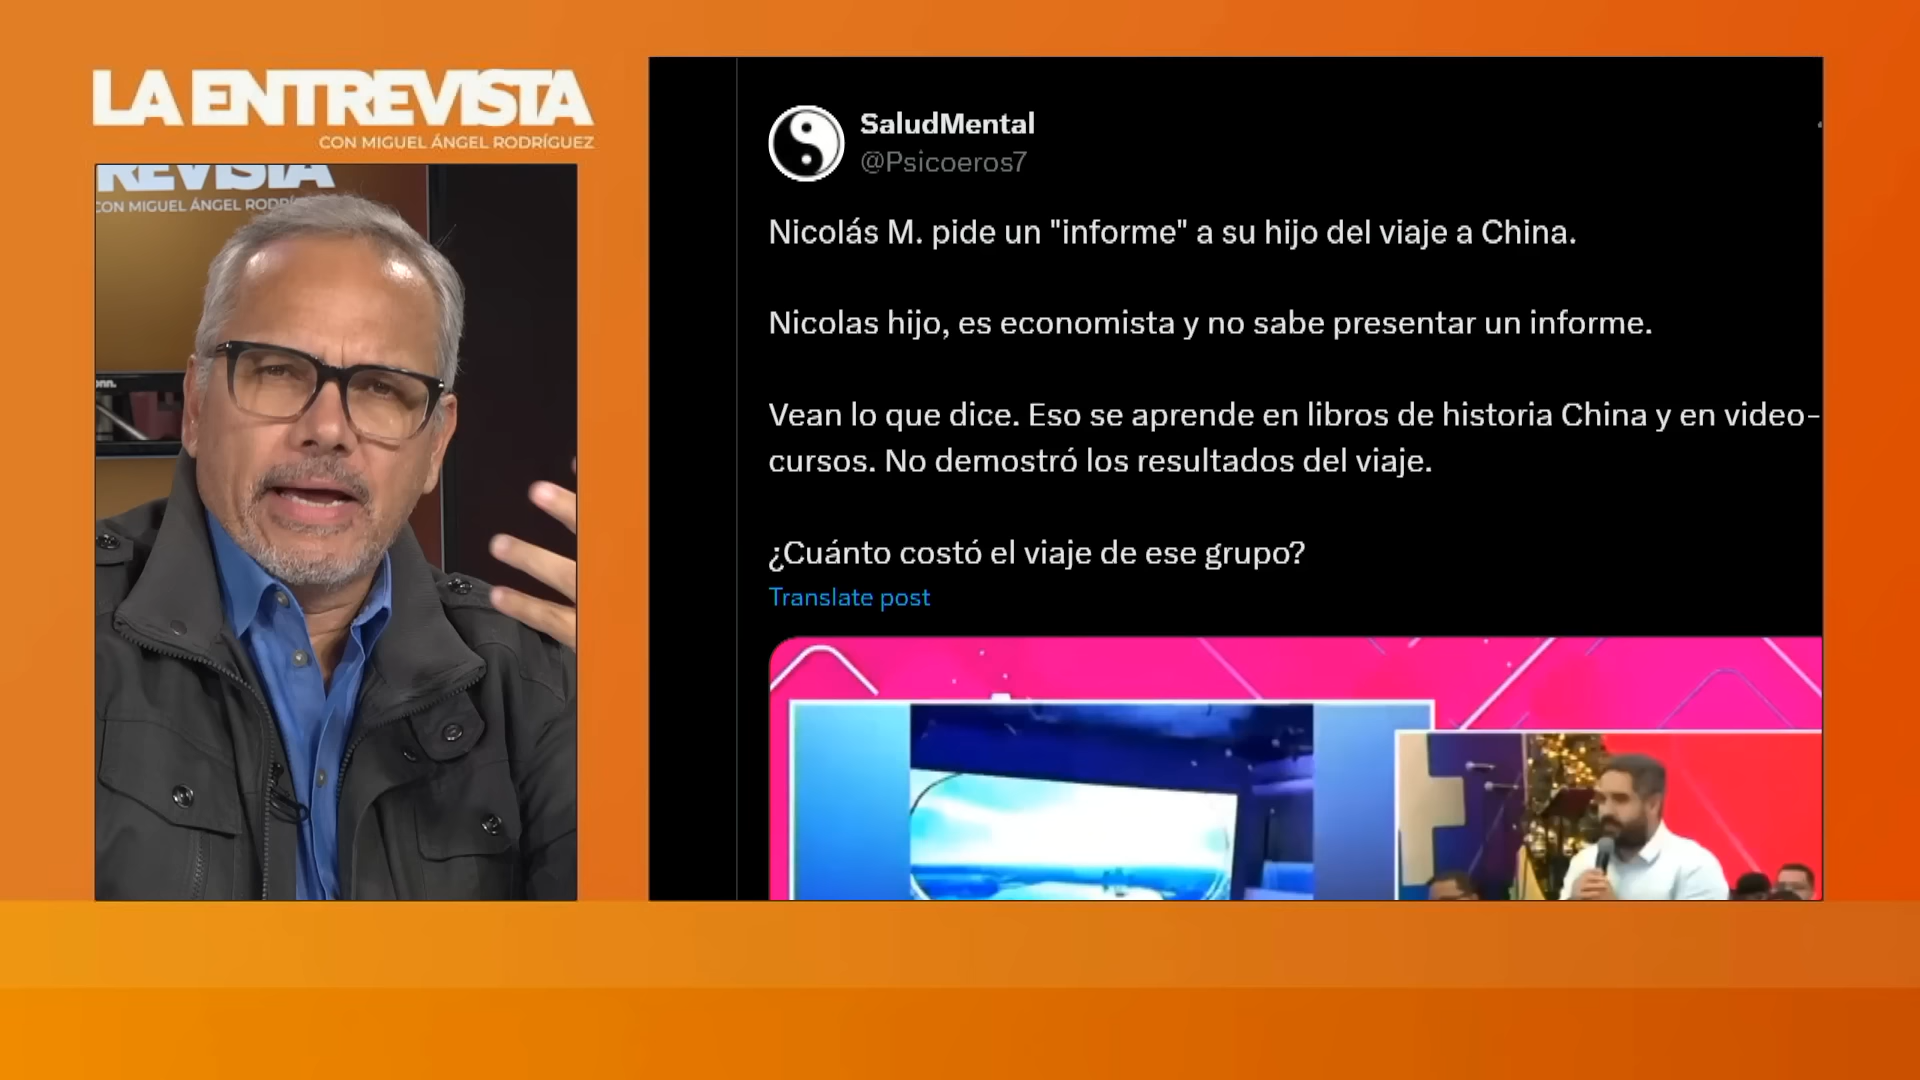 LA ENTREVISTA
CON MIGUEL ÁNGEL RODRÍGUEZ
REVISTA
CON MIGUEL ÁNGEL
SaludMental
@Psicoeros7
Nicolás M. pide un "informe" a su hijo del viaje a China.
Nicolas hijo, es economista y no sabe presentar un informe.
Vean lo que dice. Eso se aprende en libros de historia China y en video-
cursos. No demostró los resultados del viaje.
¿Cuánto costó el viaje de ese grupo?
Translate post